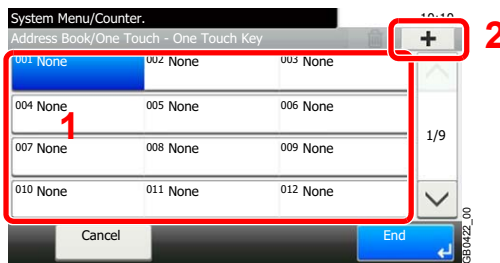 System Menu/Counter. 10:10
Address Book/One Touch - One Touch Key + 2
001 None 002 None 003 None
004 None 005 None 006 None
1
007 None 008 None 009 None
1/9
010 None 011 None 012 None
Cancel End
GB0422_00